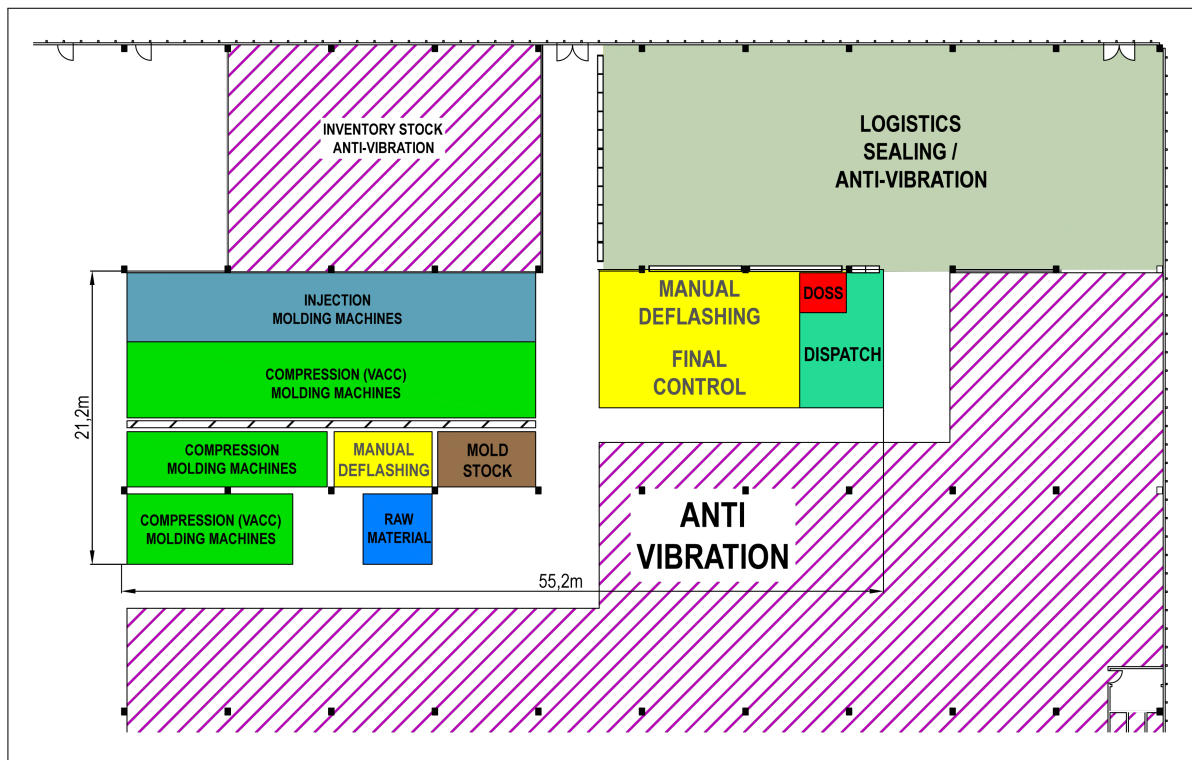 INVENTORY STOCK
ANTI-VIBRATION
LOGISTICS
SEALING /
ANTI-VIBRATION
INJECTION
MOLDING MACHINES
COMPRESSION (VACC)
MOLDING MACHINES
COMPRESSION
MOLDING MACHINES
MANUAL
DEFLASHING
MOLD
STOCK
COMPRESSION (VACC)
MOLDING MACHINES
RAW
MATERIAL
21,2m
55,2m
MANUAL
DEFLASHING
FINAL
CONTROL
DOSS
DISPATCH
ANTI
VIBRATION